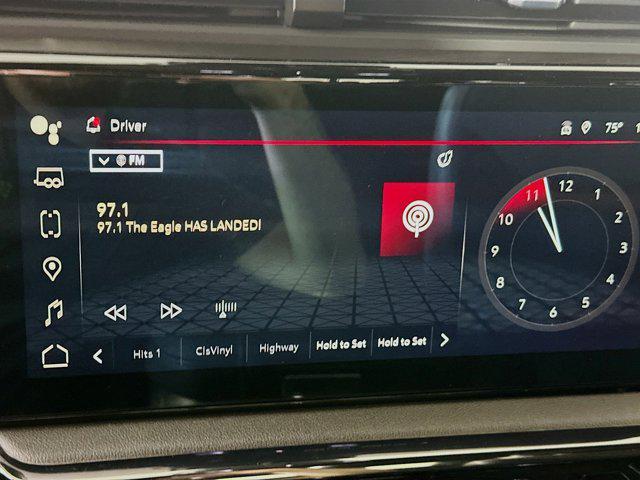 Driver
75°
FM
97.1
97.1 The Eagle HAS LANDED!
Hits 1
ClsVinyl
Highway
Hold to Set
Hold to Set
12
1
2
3
4
5
6
7
8
9
10
11